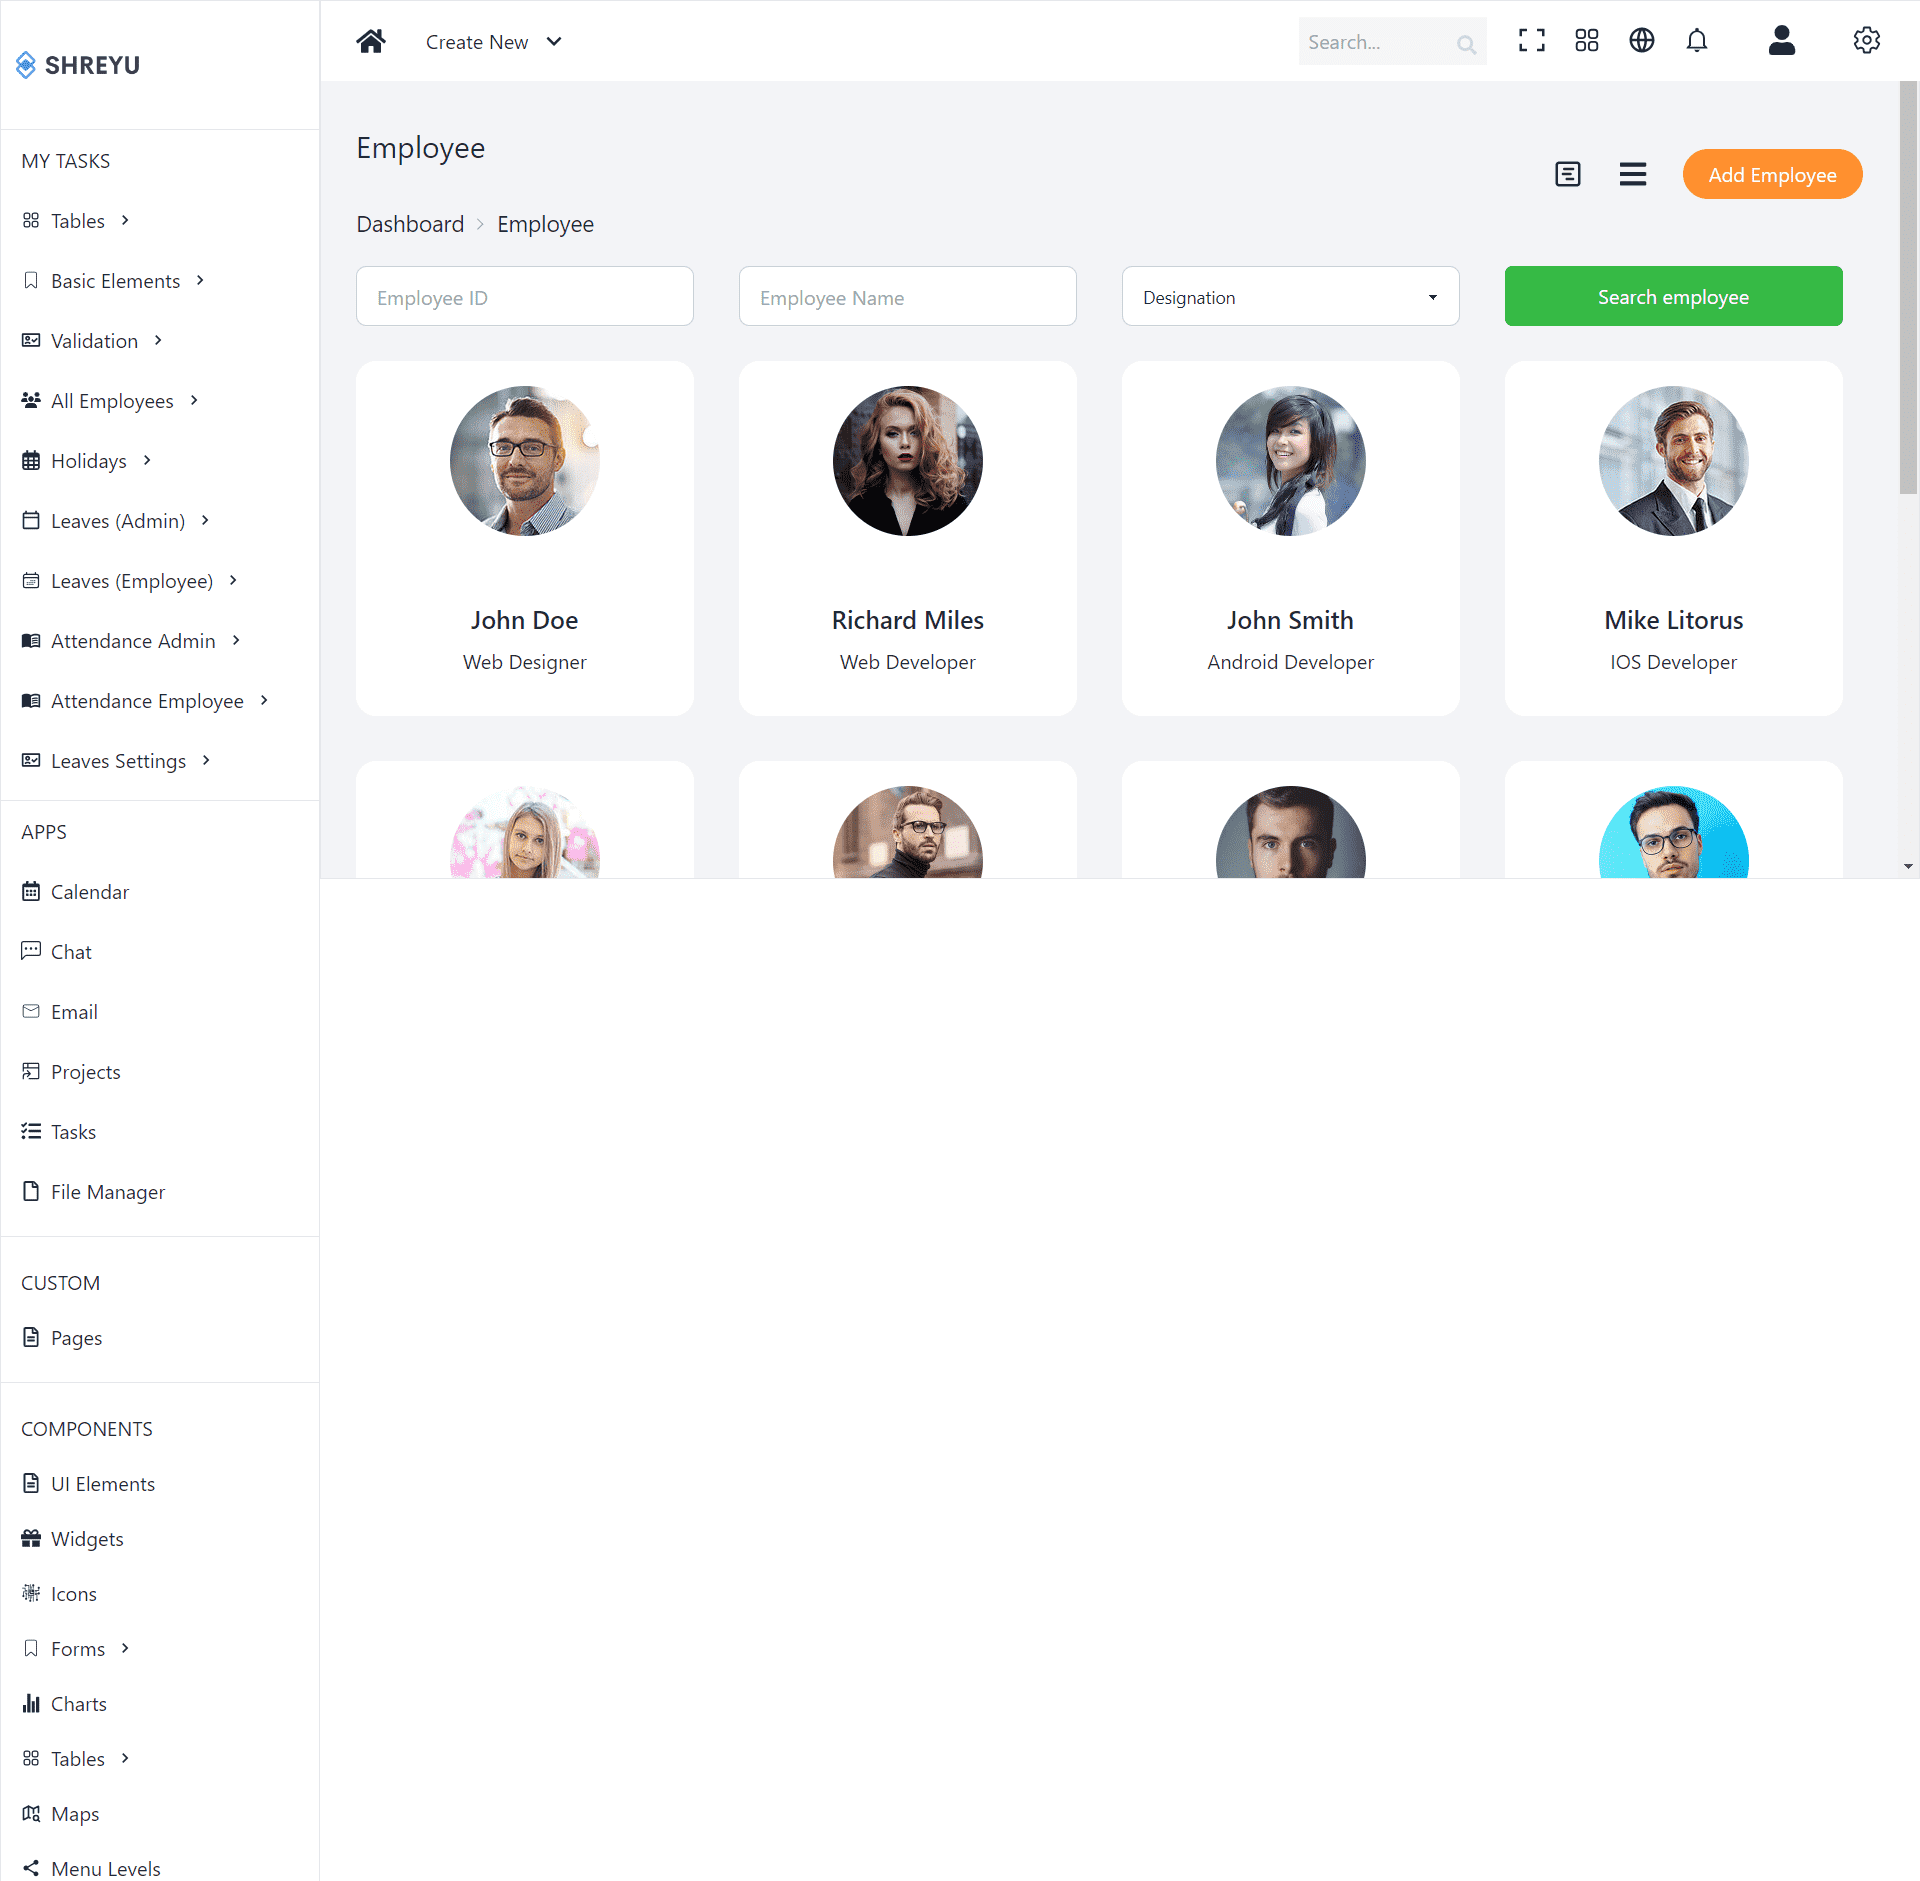 SHREYU
MY TASKS
Tables
Basic Elements
Validation
All Employees
Holidays
Leaves (Admin)
Leaves (Employee)
Attendance Admin
Attendance Employee
Leaves Settings
APPS
Calendar
Chat
Email
Projects
Tasks
File Manager
CUSTOM
Pages
COMPONENTS
UI Elements
Widgets
Icons
Forms
Charts
Tables
Maps
Menu Levels
Create New
Search...
Employee
Add Employee
Dashboard > Employee
Employee ID
Employee Name
Designation
Search employee
John Doe
Web Designer
Richard Miles
Web Developer
John Smith
Android Developer
Mike Litorus
IOS Developer